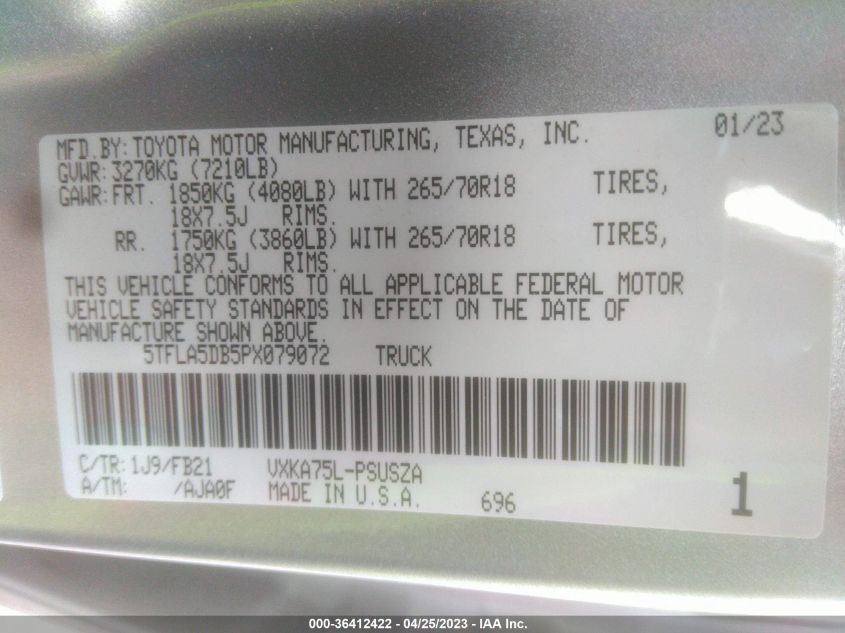 MFD.BY: TOYOTA MOTOR MANUFACTURING, TEXAS, INC. 01/23
GVWR: 3270KG (7210LB)
GAWR: FRT. 1850KG (4080LB) WITH 265/70R18 TIRES,
18X7.5J RIMS.
RR. 1750KG (3860LB) WITH 265/70R18 TIRES,
18X7.5J RIMS.
THIS VEHICLE CONFORMS TO ALL APPLICABLE FEDERAL MOTOR
VEHICLE SAFETY STANDARDS IN EFFECT ON THE DATE OF
MANUFACTURE SHOWN ABOVE.
5TFLA5DB5PX079072 TRUCK
C/TR: 1J9/FB21 VXKA75L-PSUSZA
A/TM: /AJA0F MADE IN U.S.A. 696 1
000-36412422 - 04/25/2023 - IAA Inc.